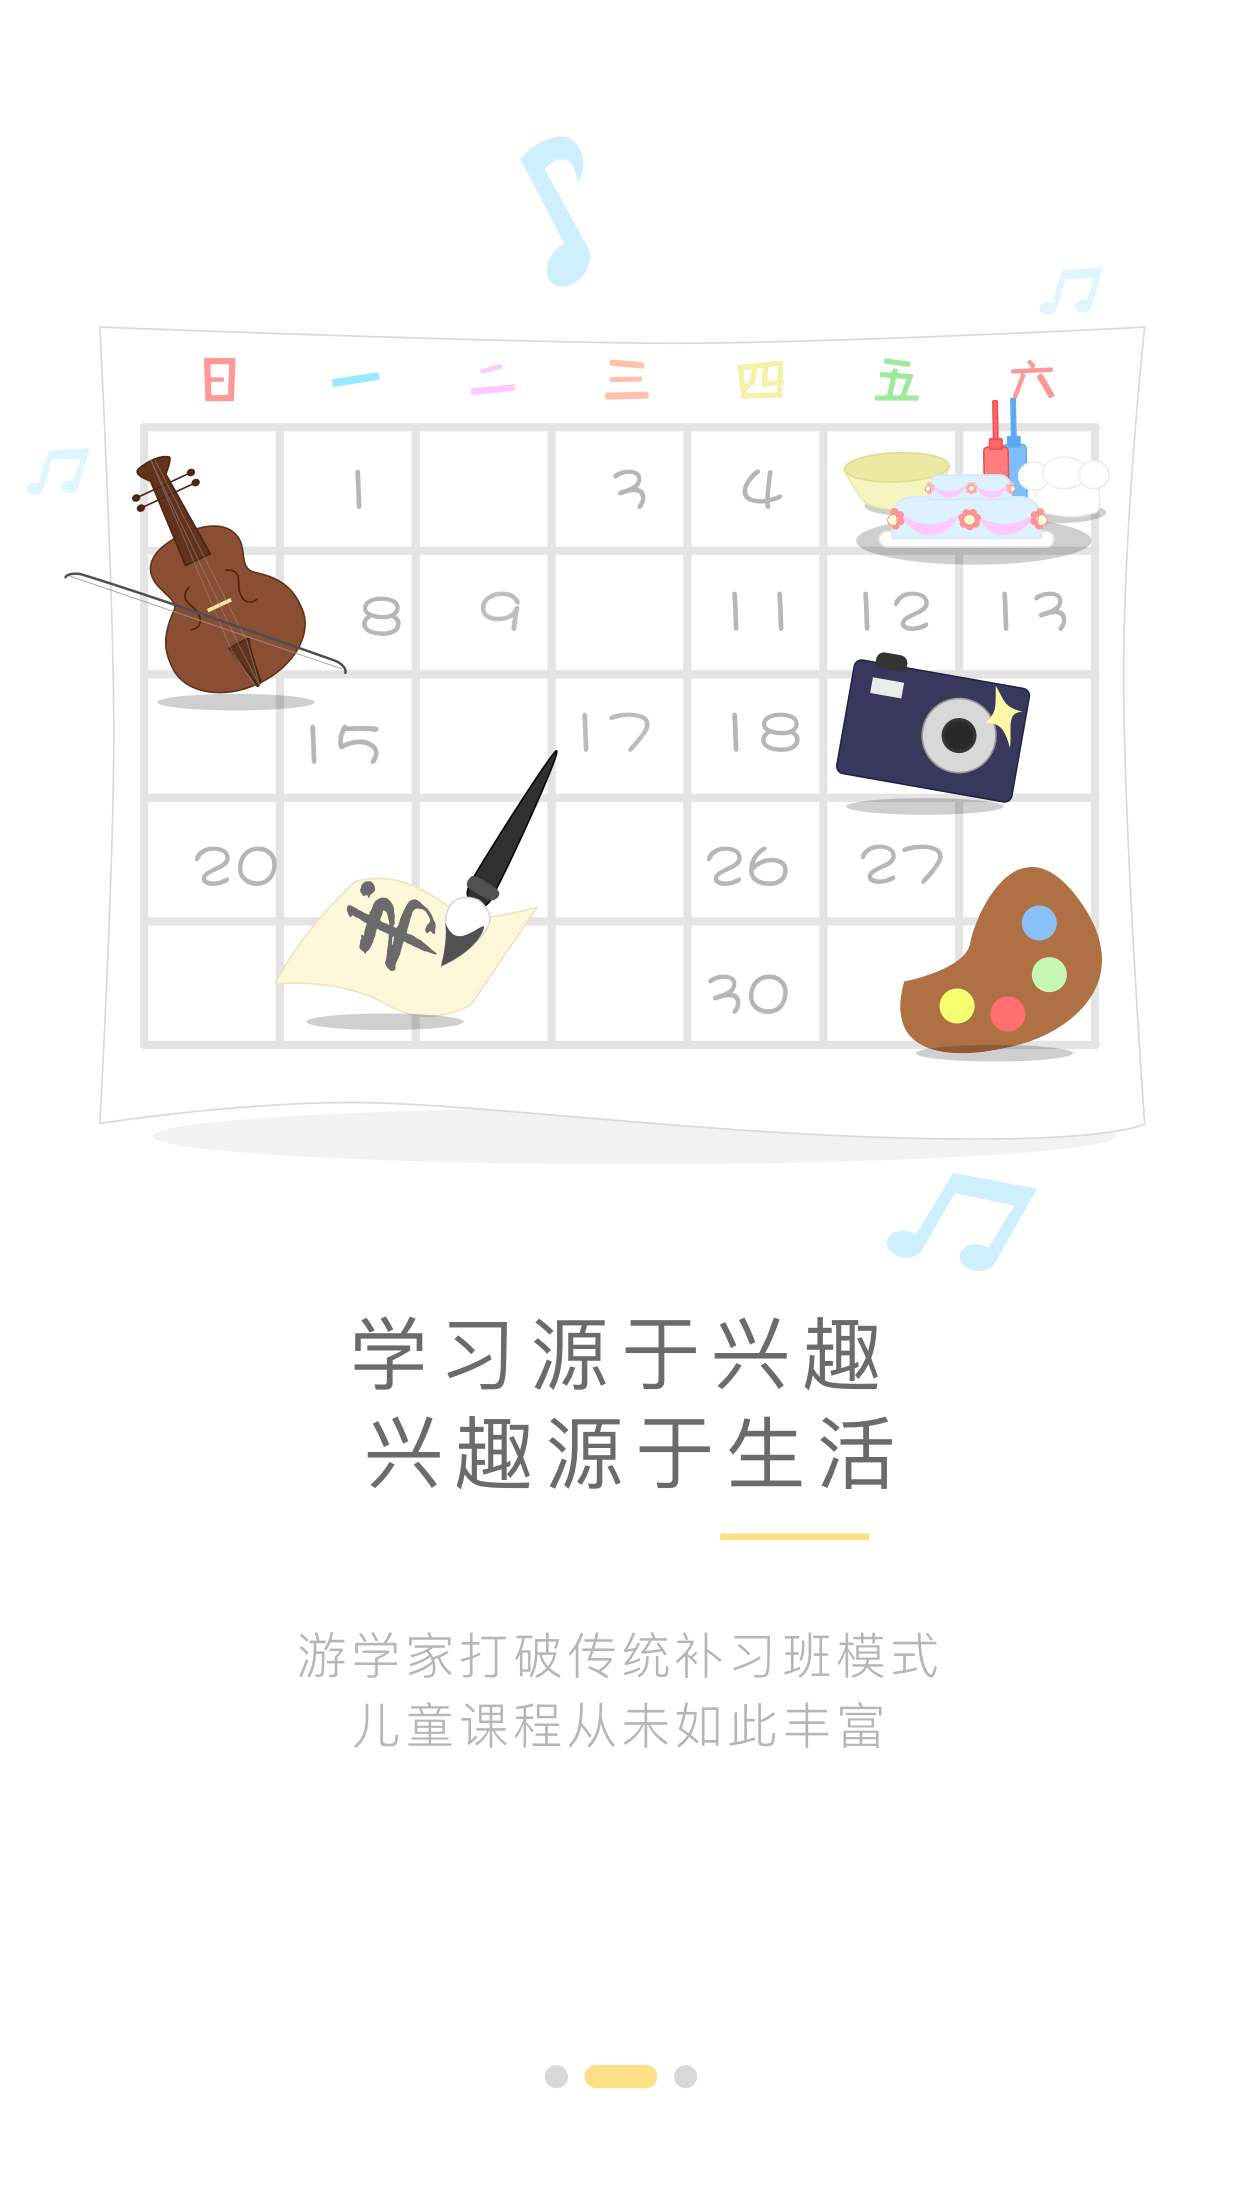 日 一 二 三 四 五 六
1 3 4
8 9 11 12 13
15 17 18
20 26 27
30
学习源于兴趣
兴趣源于生活
游学家打破传统补习班模式
儿童课程从未如此丰富